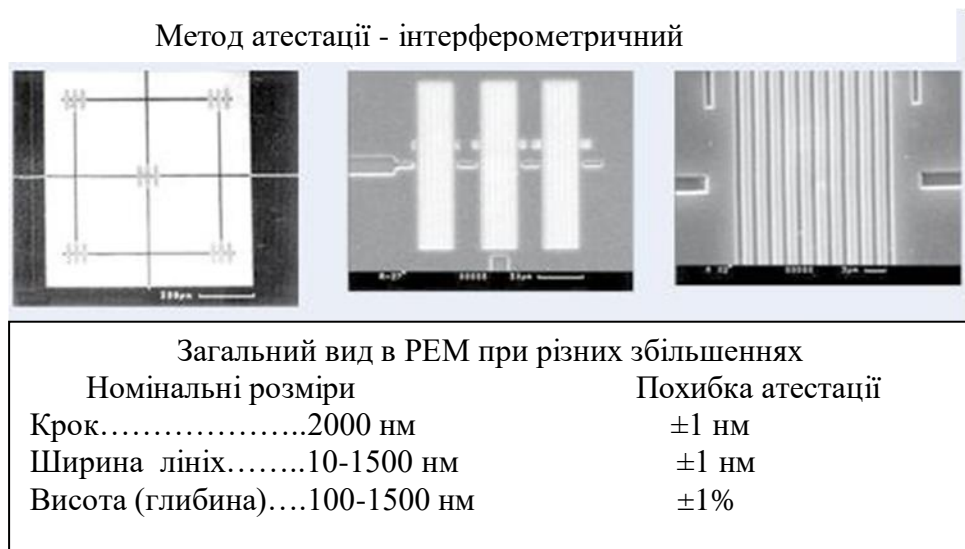 Метод атестації - інтерферометричний
Загальний вид в РЕМ при різних збільшеннях
Номінальні розміри Похибка атестації
Крок………………..2000 нм ±1 нм
Ширина лініх……..10-1500 нм ±1 нм
Висота (глибина)….100-1500 нм ±1%